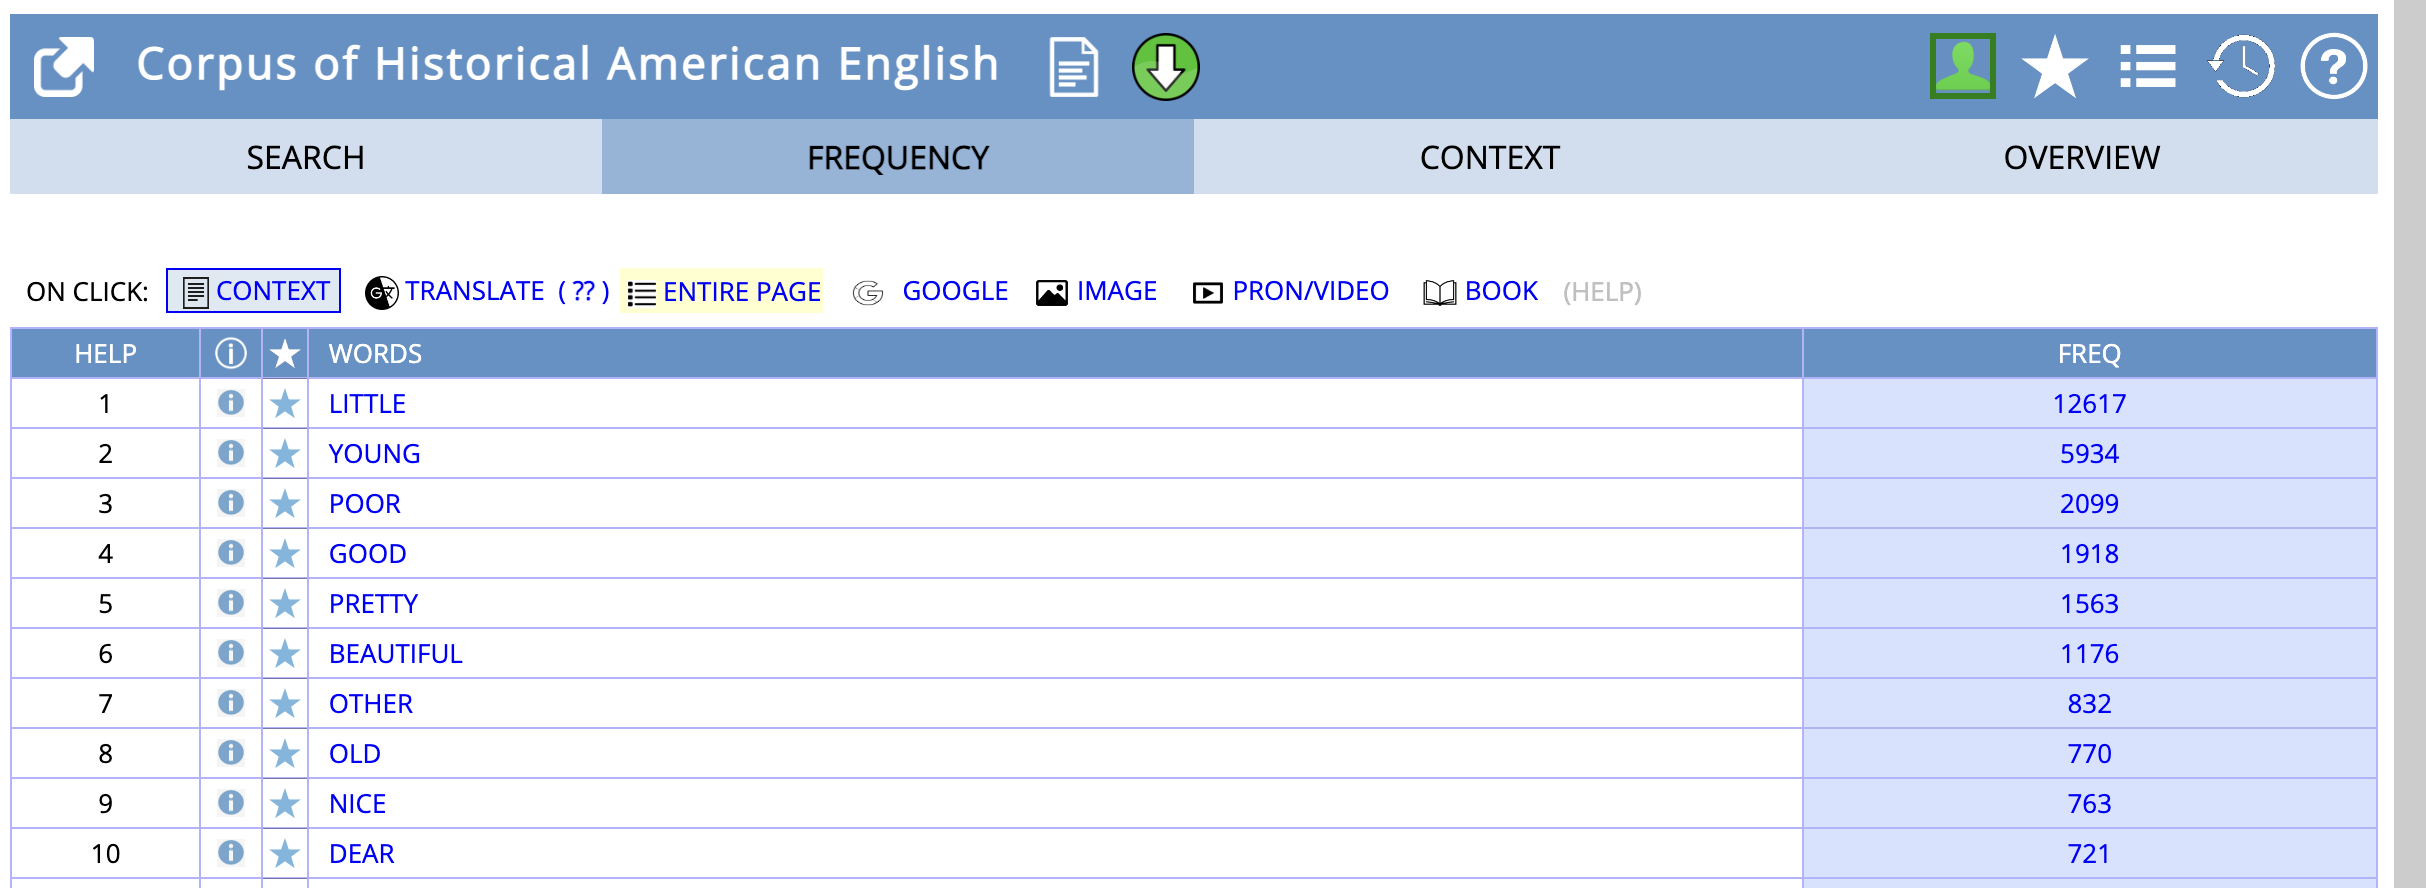 Corpus of Historical American English
SEARCH FREQUENCY CONTEXT OVERVIEW
ON CLICK: CONTEXT TRANSLATE ( ?? ) ENTIRE PAGE GOOGLE IMAGE PRON/VIDEO BOOK (HELP)
HELP WORDS FREQ
1 LITTLE 12617
2 YOUNG 5934
3 POOR 2099
4 GOOD 1918
5 PRETTY 1563
6 BEAUTIFUL 1176
7 OTHER 832
8 OLD 770
9 NICE 763
10 DEAR 721